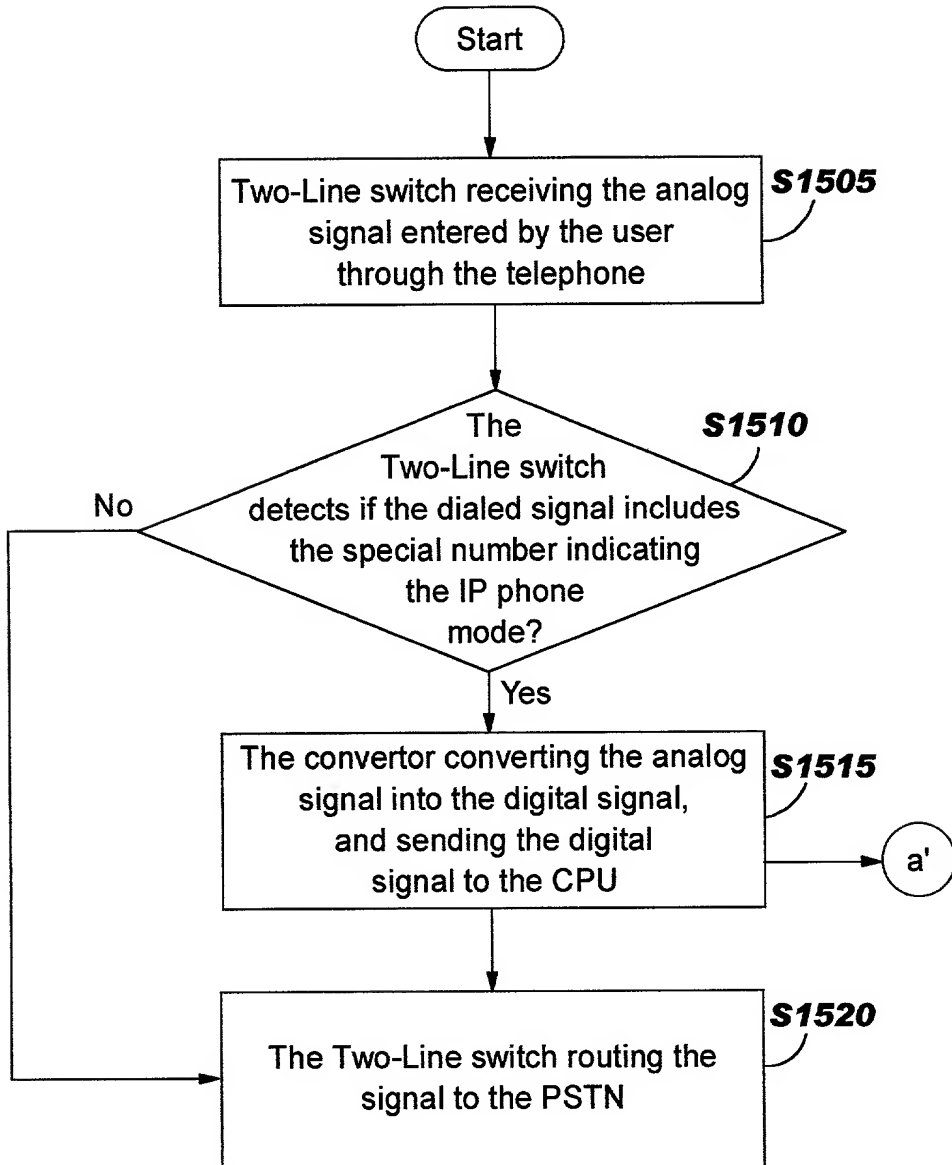 Start
Two-Line switch receiving the analog
signal entered by the user
through the telephone
S1505
The
Two-Line switch
detects if the dialed signal includes
the special number indicating
the IP phone
mode?
S1510
No
Yes
The convertor converting the analog
signal into the digital signal,
and sending the digital
signal to the CPU
S1515
a'
The Two-Line switch routing the
signal to the PSTN
S1520